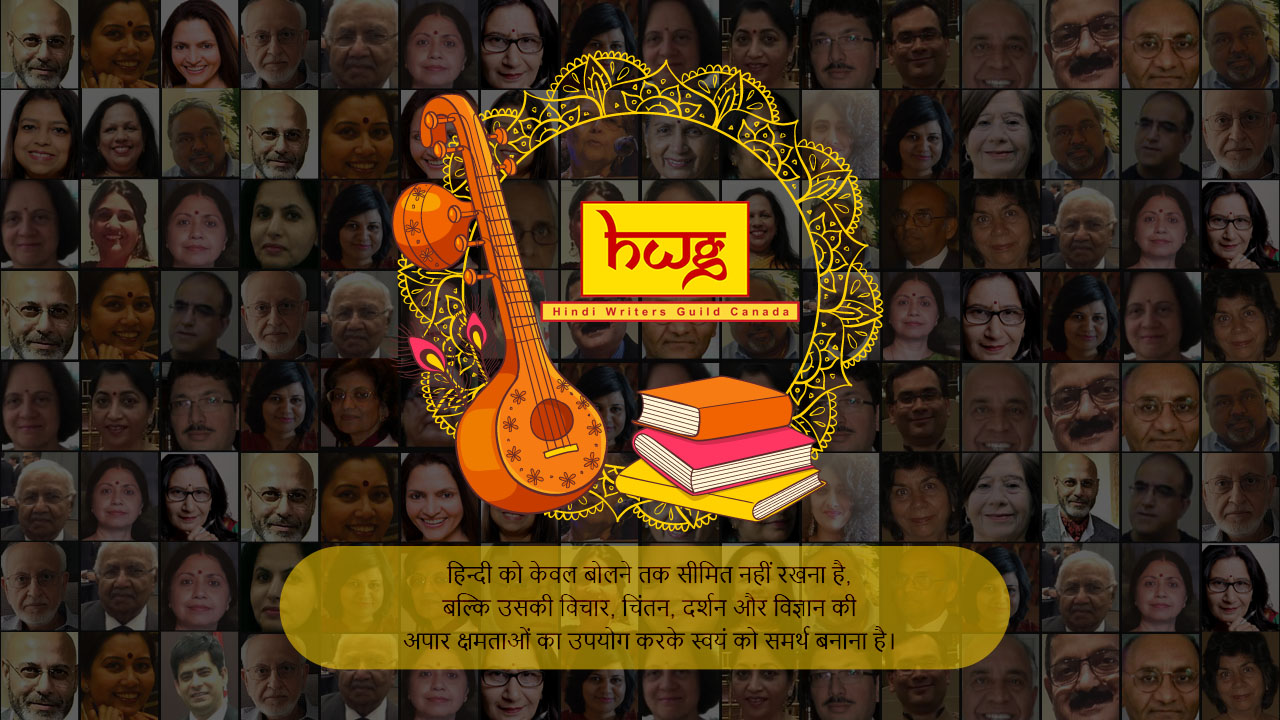 hwg
Hindi Writers Guild Canada
हिन्दी को केवल बोलने तक सीमित नहीं रखना है,
बल्कि उसकी विचार, चिंतन, दर्शन और विज्ञान की
अपार क्षमताओं का उपयोग करके स्वयं को समर्थ बनाना है।